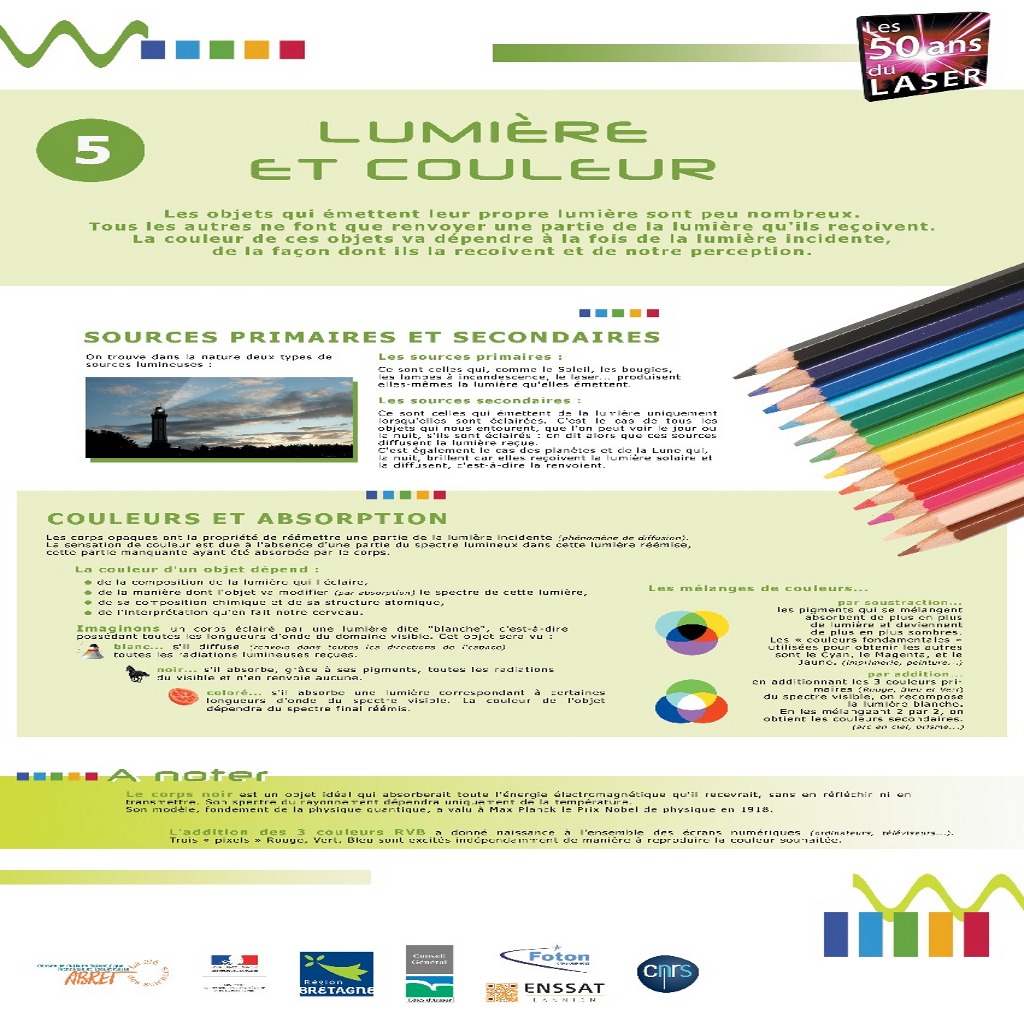 Les
50 ans
du
LASER
5
LUMIÈRE
ET COULEUR
Les objets qui émettent leur propre lumière sont peu nombreux.
Tous les autres ne font que renvoyer une partie de la lumière qu'ils reçoivent.
La couleur de ces objets va dépendre à la fois de la lumière incidente,
de la façon dont ils la recoivent et de notre perception.
SOURCES PRIMAIRES ET SECONDAIRES
On trouve dans la nature deux types de
sources lumineuses :
Les sources primaires :
Ce sont celles qui, comme le Soleil, les bougies,
les lampes à incandescence, le laser... produisent
elles-mêmes la lumière qu'elles émettent.
Les sources secondaires :
Ce sont celles qui émettent de la lumière uniquement
lorsqu'elles sont éclairées. C'est le cas de tous les
objets qui nous entourent, que l'on peut voir le jour ou
la nuit, s'ils sont éclairés : on dit alors que ces sources
diffusent la lumière reçue.
C'est également le cas des planètes et de la Lune qui,
la nuit, brillent car elles reçoivent la lumière solaire et
la diffusent, c'est-à-dire la renvoient.
COULEURS ET ABSORPTION
Les corps opaques ont la propriété de réémettre une partie de la lumière incidente (phénomène de diffusion).
La sensation de couleur est due à l'absence d'une partie du spectre lumineux dans cette lumière réémise,
cette partie manquante ayant été absorbée par le corps.
La couleur d'un objet dépend :
de la composition de la lumière qui l'éclaire,
de la manière dont l'objet va modifier (par absorption) le spectre de cette lumière,
de sa composition chimique et de sa structure atomique,
de l'interprétation qu'en fait notre cerveau.
Imaginons un corps éclairé par une lumière dite "blanche", c'est-à-dire
possédant toutes les longueurs d'onde du domaine visible. Cet objet sera vu :
blanc... s'il diffuse (renvoie dans toutes les directions de l'espace)
toutes les radiations lumineuses reçues.
noir... s'il absorbe, grâce à ses pigments, toutes les radiations
du visible et n'en renvoie aucune.
coloré... s'il absorbe une lumière correspondant à certaines
longueurs d'onde du spectre visible. La couleur de l'objet
dépendra du spectre final réémis.
Les mélanges de couleurs...
par soustraction...
les pigments qui se mélangent
absorbent de plus en plus
de lumière et deviennent
de plus en plus sombres.
Les « couleurs fondamentales »
utilisées pour obtenir les autres
sont le Cyan, le Magenta, et le
Jaune. (imprimerie, peinture...)
par addition...
en additionnant les 3 couleurs pri-
maires (Rouge, Bleu et Vert)
du spectre visible, on recompose
la lumière blanche.
En les mélangeant 2 par 2, on
obtient les couleurs secondaires.
(arc en ciel, prisme...)
A noter
Le corps noir est un objet idéal qui absorberait toute l'énergie électromagnétique qu'il recevrait, sans en réfléchir ni en
transmettre. Son spectre du rayonnement dépendra uniquement de la température.
Son modèle, fondement de la physique quantique, a valu à Max Planck le Prix Nobel de physique en 1918.
L'addition des 3 couleurs RVB a donné naissance à l'ensemble des écrans numériques (ordinateurs, téléviseurs...).
Trois « pixels » Rouge, Vert, Bleu sont excités indépendamment de manière à reproduire la couleur souhaitée.
ABRET
Région
BRETAGNE
Conseil
Général
Côtes d'Armor
Foton
ENSSAT
LANNION
cnrs